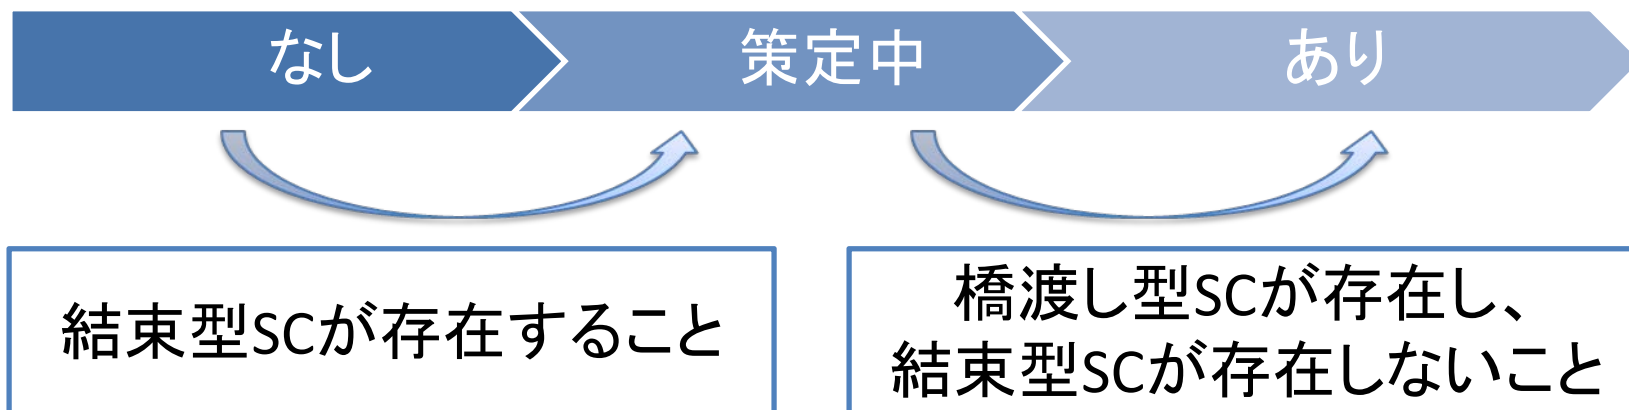 なし
策定中
あり
結束型SCが存在すること
橋渡し型SCが存在し、
結束型SCが存在しないこと